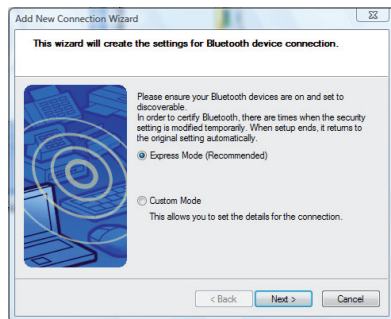 Add New Connection Wizard
This wizard will create the settings for Bluetooth device connection.
Please ensure your Bluetooth devices are on and set to
discoverable.
In order to certify Bluetooth, there are times when the security
setting is modified temporarily. When setup ends, it returns to
the original setting automatically.
Express Mode (Recommended)
Custom Mode
This allows you to set the details for the connection.
< Back Next > Cancel